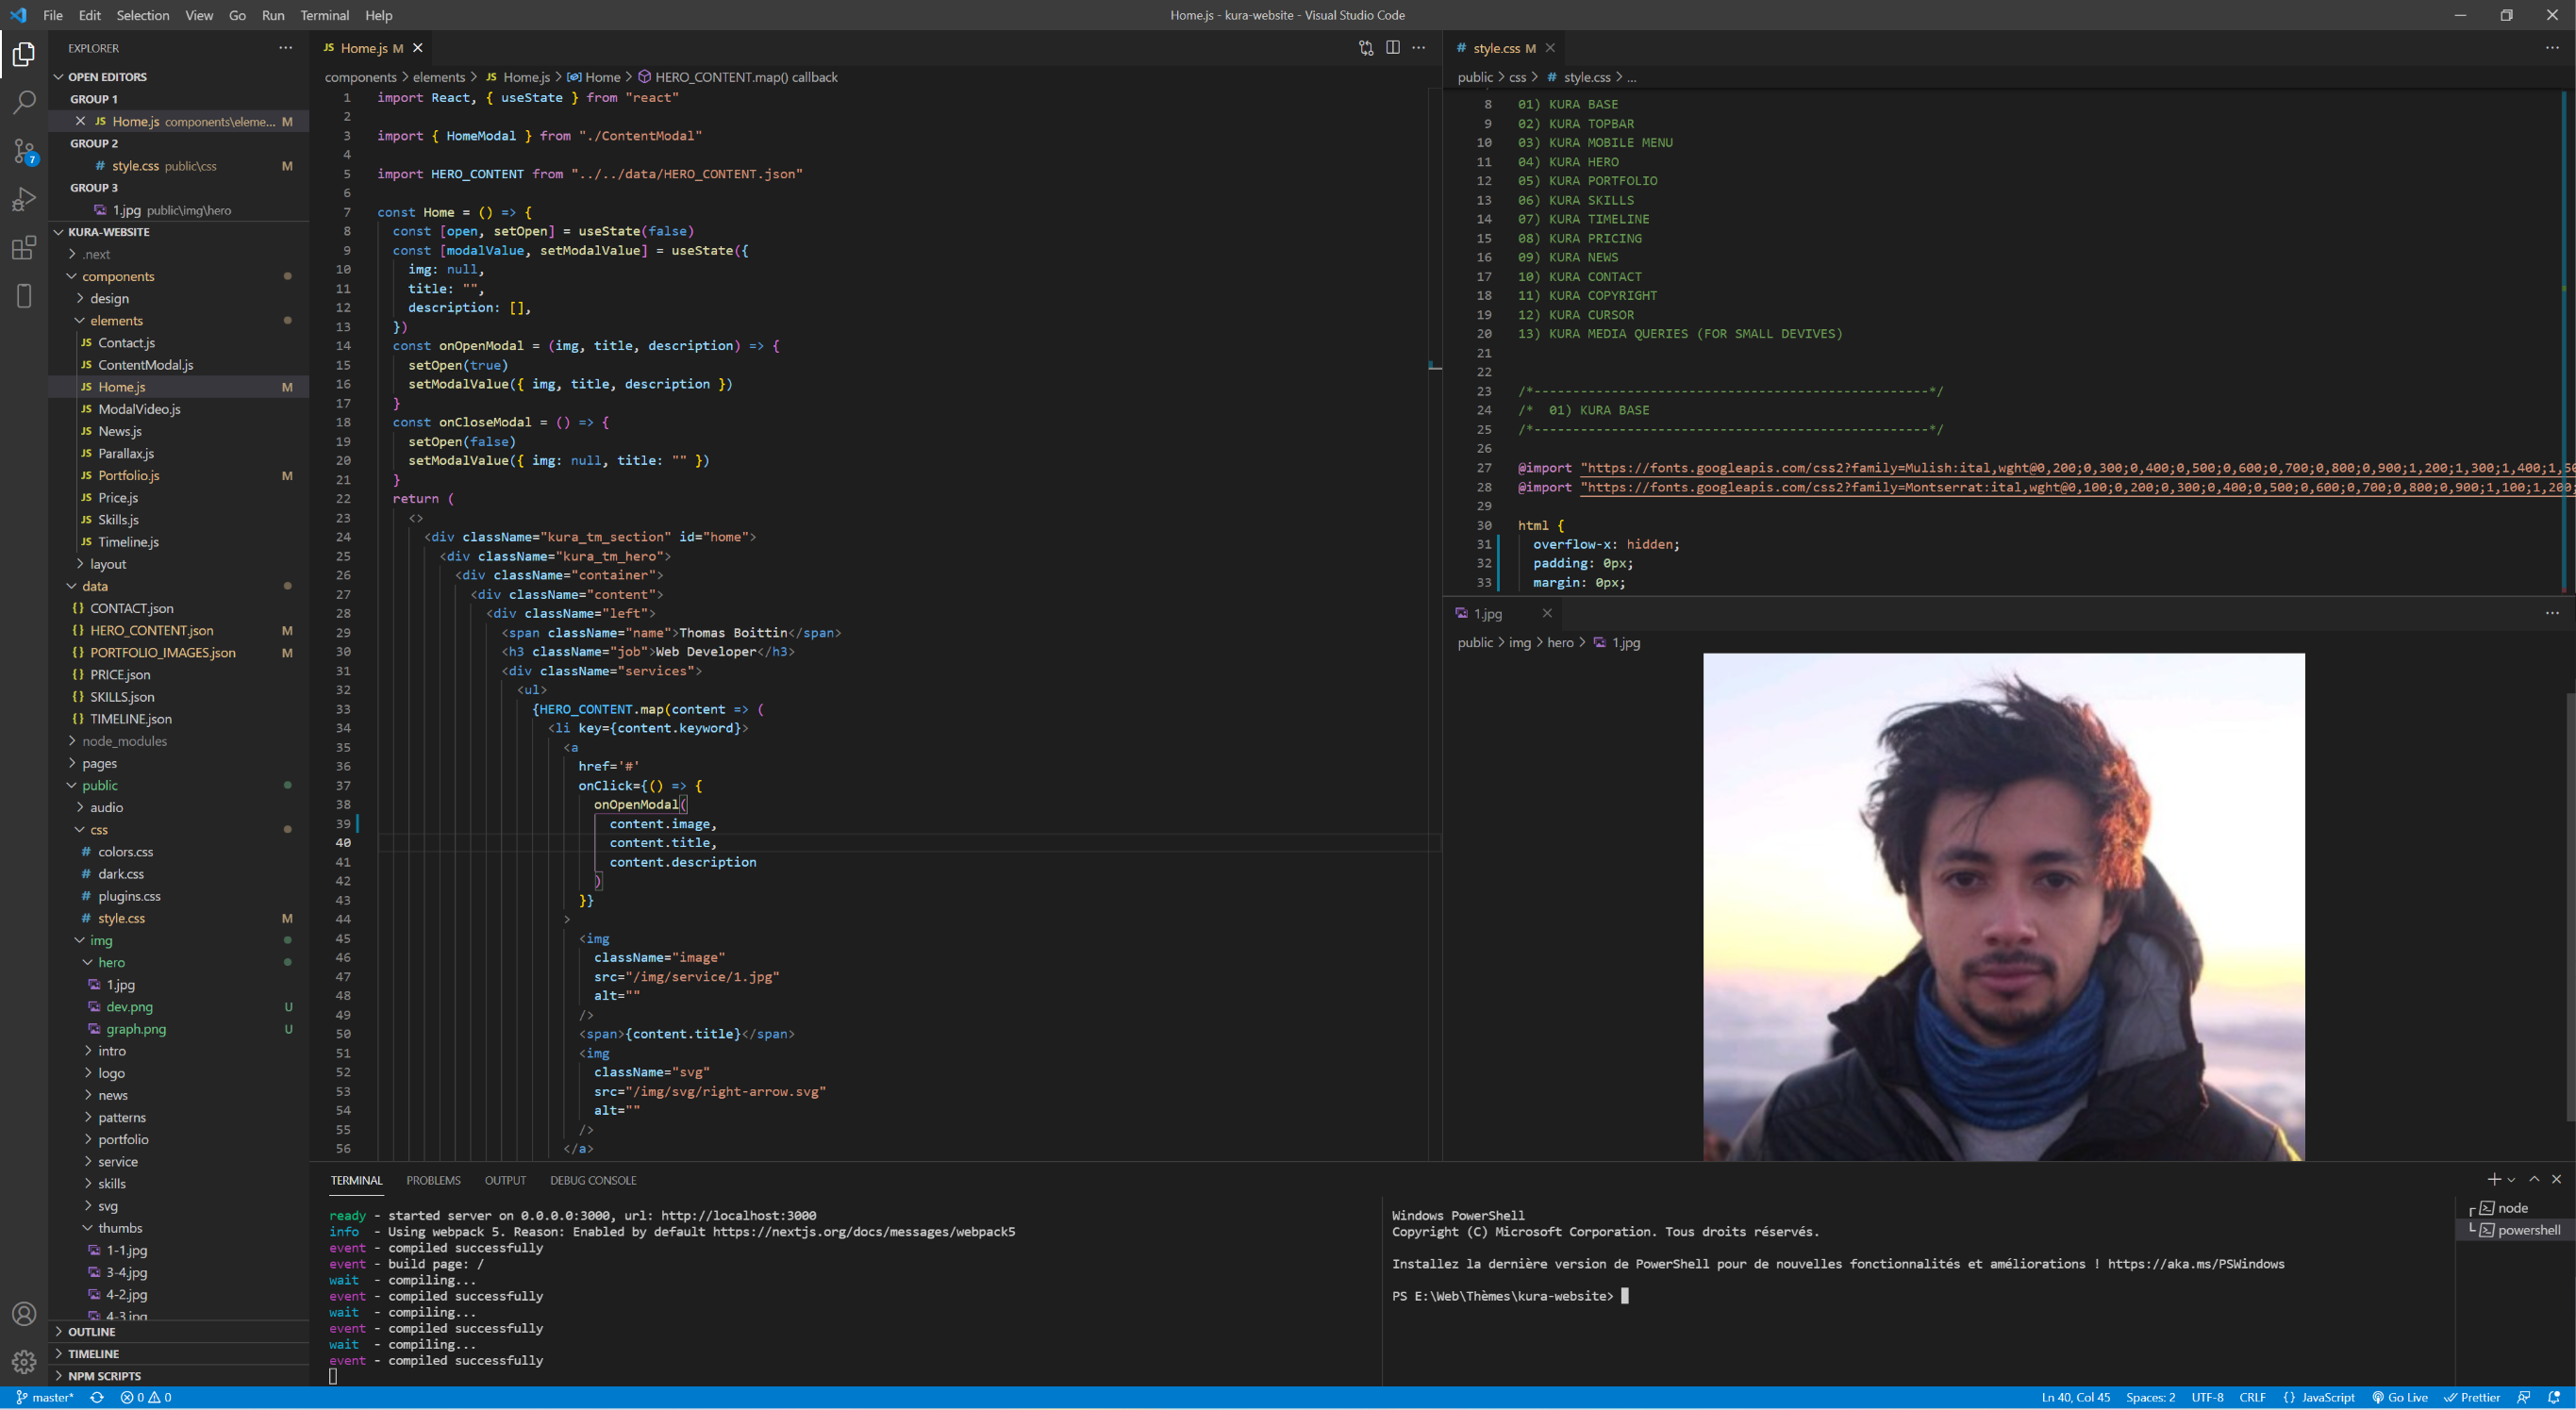 File Edit Selection View Go Run Terminal Help
Home.js - kura-website - Visual Studio Code
EXPLORER
OPEN EDITORS
GROUP 1
JS Home.js components\eleme... M
GROUP 2
# style.css public\css M
GROUP 3
1.jpg public\img\hero
KURA-WEBSITE
.next
components
design
elements
JS Contact.js
JS ContentModal.js
JS Home.js M
JS ModalVideo.js
JS News.js
JS Parallax.js
JS Portfolio.js M
JS Price.js
JS Skills.js
JS Timeline.js
layout
data
{} CONTACT.json
{} HERO_CONTENT.json M
{} PORTFOLIO_IMAGES.json M
{} PRICE.json
{} SKILLS.json
{} TIMELINE.json
node_modules
pages
public
audio
css
# colors.css
# dark.css
# plugins.css
# style.css M
img
hero
1.jpg
dev.png U
graph.png U
intro
logo
news
patterns
portfolio
service
skills
svg
thumbs
1-1.jpg
3-4.jpg
4-2.jpg
4-3.jpg
OUTLINE
TIMELINE
NPM SCRIPTS
7
JS Home.js M
components > elements > JS Home.js > Home > HERO_CONTENT.map() callback
1 import React, { useState } from "react"
2
3 import { HomeModal } from "./ContentModal"
4
5 import HERO_CONTENT from "../../data/HERO_CONTENT.json"
6
7 const Home = () => {
8 const [open, setOpen] = useState(false)
9 const [modalValue, setModalValue] = useState({
10 img: null,
11 title: "",
12 description: [],
13 })
14 const onOpenModal = (img, title, description) => {
15 setOpen(true)
16 setModalValue({ img, title, description })
17 }
18 const onCloseModal = () => {
19 setOpen(false)
20 setModalValue({ img: null, title: "" })
21 }
22 return (
23 <>
24 <div className="kura_tm_section" id="home">
25 <div className="kura_tm_hero">
26 <div className="container">
27 <div className="content">
28 <div className="left">
29 <span className="name">Thomas Boittin</span>
30 <h3 className="job">Web Developer</h3>
31 <div className="services">
32 <ul>
33 {HERO_CONTENT.map(content => (
34 <li key={content.keyword}>
35 <a
36 href='#'
37 onClick={() => {
38 onOpenModal(
39 content.image,
40 content.title,
41 content.description
42 )
43 }}
44 >
45 <img
46 className="image"
47 src="/img/service/1.jpg"
48 alt=""
49 />
50 <span>{content.title}</span>
51 <img
52 className="svg"
53 src="/img/svg/right-arrow.svg"
54 alt=""
55 />
56 </a>
# style.css M
public > css > # style.css > ...
8 01) KURA BASE
9 02) KURA TOPBAR
10 03) KURA MOBILE MENU
11 04) KURA HERO
12 05) KURA PORTFOLIO
13 06) KURA SKILLS
14 07) KURA TIMELINE
15 08) KURA PRICING
16 09) KURA NEWS
17 10) KURA CONTACT
18 11) KURA COPYRIGHT
19 12) KURA CURSOR
20 13) KURA MEDIA QUERIES (FOR SMALL DEVIVES)
21
22
23 /*---------------------------------------------------*/
24 /* 01) KURA BASE
25 /*---------------------------------------------------*/
26
27 @import "https://fonts.googleapis.com/css2?family=Mulish:ital,wght@0,200;0,300;0,400;0,500;0,600;0,700;0,800;0,900;1,200;1,300;1,400;1,50
28 @import "https://fonts.googleapis.com/css2?family=Montserrat:ital,wght@0,100;0,200;0,300;0,400;0,500;0,600;0,700;0,800;0,900;1,100;1,200;
29
30 html {
31 overflow-x: hidden;
32 padding: 0px;
33 margin: 0px;
1.jpg
public > img > hero > 1.jpg
TERMINAL PROBLEMS OUTPUT DEBUG CONSOLE
ready - started server on 0.0.0.0:3000, url: http://localhost:3000
info - Using webpack 5. Reason: Enabled by default https://nextjs.org/docs/messages/webpack5
event - compiled successfully
event - build page: /
wait - compiling...
event - compiled successfully
wait - compiling...
event - compiled successfully
wait - compiling...
event - compiled successfully
Windows PowerShell
Copyright (C) Microsoft Corporation. Tous droits réservés.
Installez la dernière version de PowerShell pour de nouvelles fonctionnalités et améliorations ! https://aka.ms/PSWindows
PS E:\Web\Thèmes\kura-website>
node
powershell
master* 0 0
Ln 40, Col 45 Spaces: 2 UTF-8 CRLF {} JavaScript Go Live Prettier